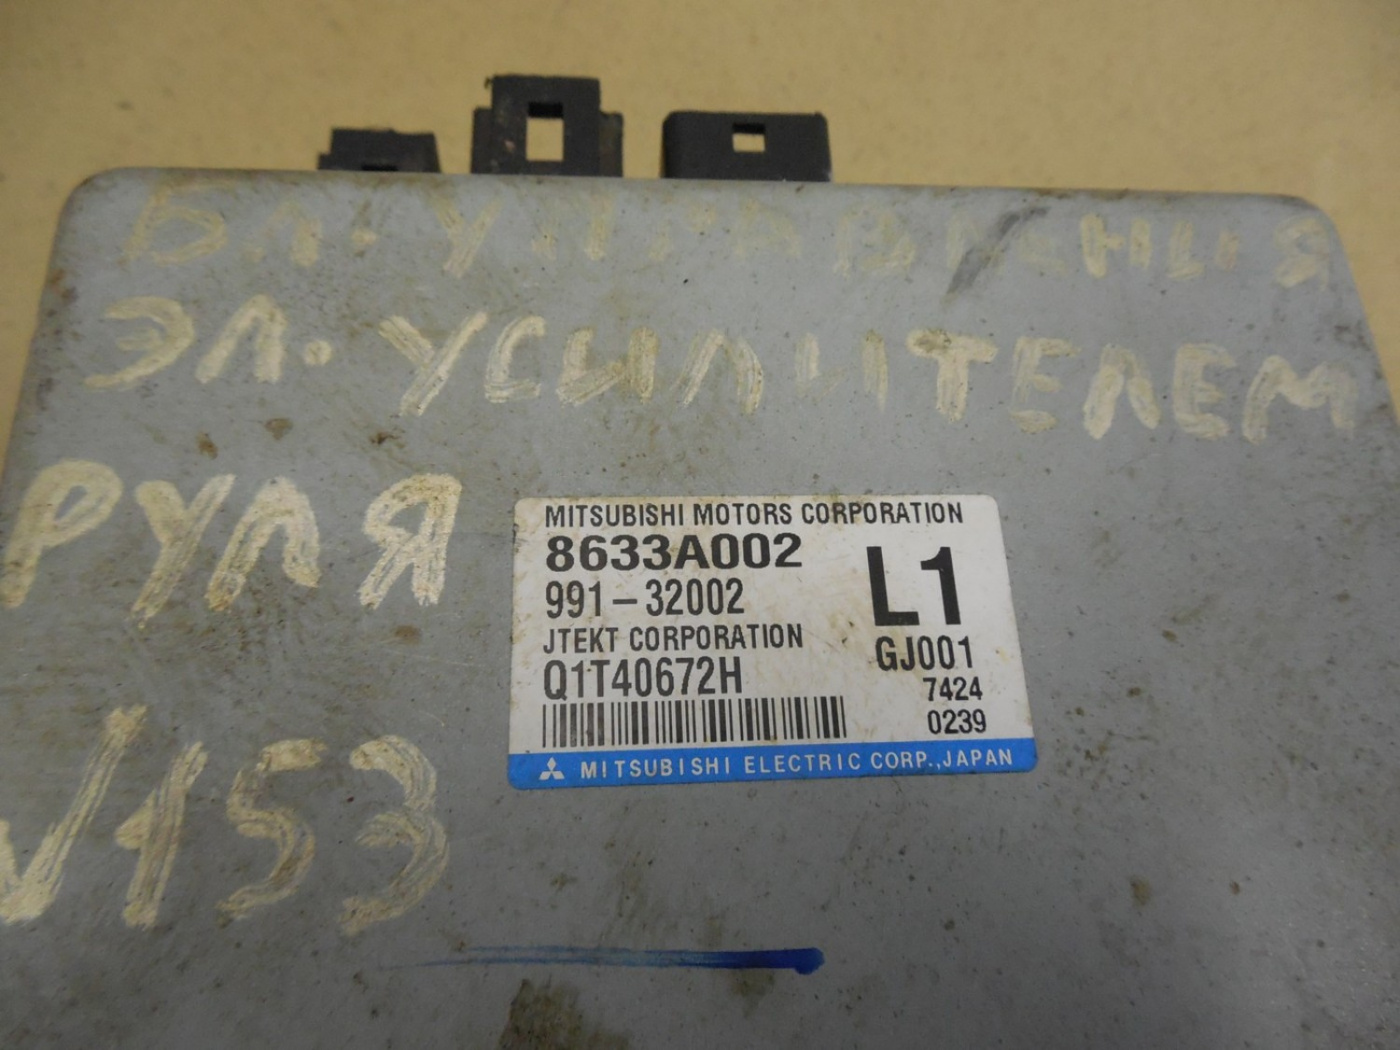 БЛ. УПРАВЛЕНИЯ
ЭЛ. УСИЛИТЕЛЕМ
РУЛЯ
V153
MITSUBISHI MOTORS CORPORATION
8633A002
991-32002
L1
JTEKT CORPORATION
GJ001
Q1T40672H
7424
0239
MITSUBISHI ELECTRIC CORP., JAPAN